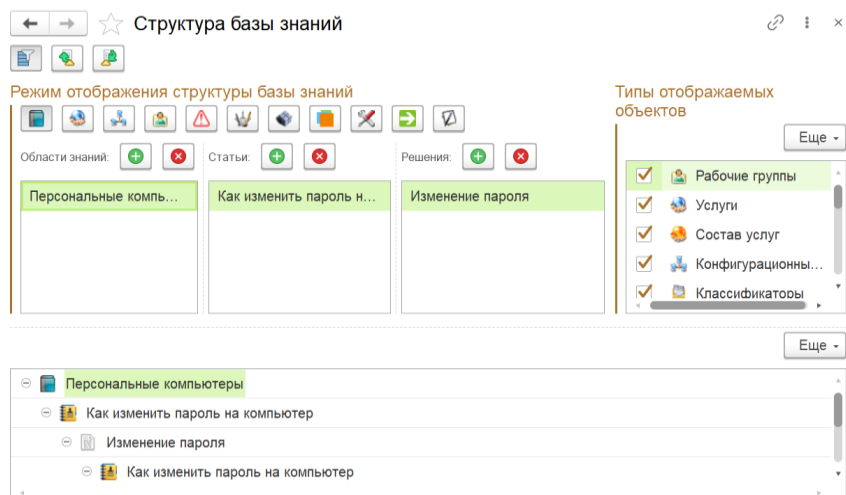 Структура базы знаний
Режим отображения структуры базы знаний
Типы отображаемых
объектов
Еще
Области знаний:
Статьи:
Решения:
Персональные компь...
Как изменить пароль н...
Изменение пароля
Рабочие группы
Услуги
Состав услуг
Конфигурационны...
Классификаторы
Еще
Персональные компьютеры
Как изменить пароль на компьютер
Изменение пароля
Как изменить пароль на компьютер